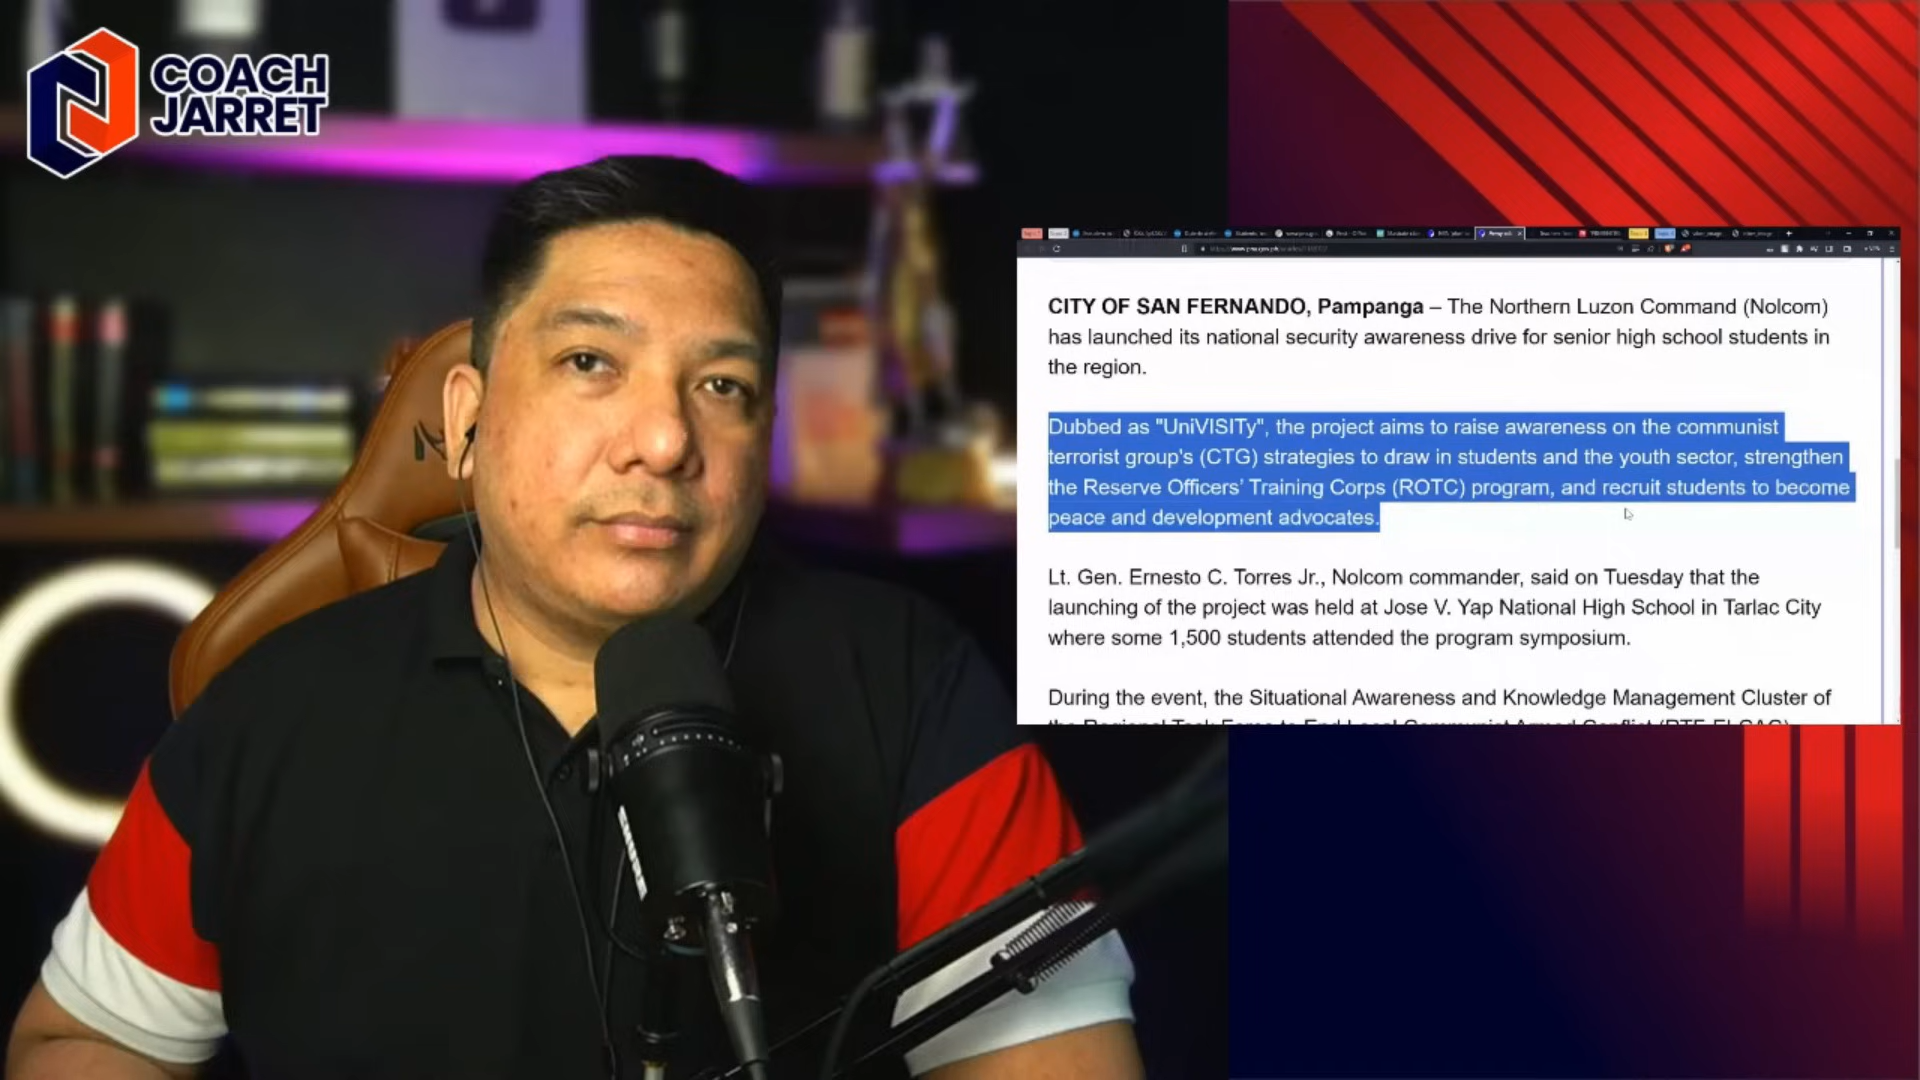 COACH
JARRET
CITY OF SAN FERNANDO, Pampanga – The Northern Luzon Command (Nolcom)
has launched its national security awareness drive for senior high school students in
the region.
Dubbed as "UniVISITy", the project aims to raise awareness on the communist
terrorist group's (CTG) strategies to draw in students and the youth sector, strengthen
the Reserve Officers' Training Corps (ROTC) program, and recruit students to become
peace and development advocates.
Lt. Gen. Ernesto C. Torres Jr., Nolcom commander, said on Tuesday that the
launching of the project was held at Jose V. Yap National High School in Tarlac City
where some 1,500 students attended the program symposium.
During the event, the Situational Awareness and Knowledge Management Cluster of
SHURE